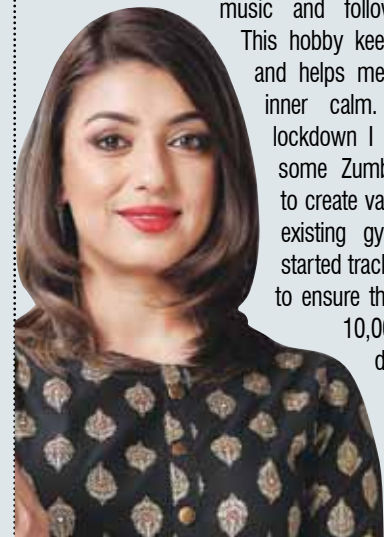 music and follow
This hobby kee
and helps me
inner calm.
lockdown I
some Zumb
to create va
existing gy
started track
to ensure th
10,00
d